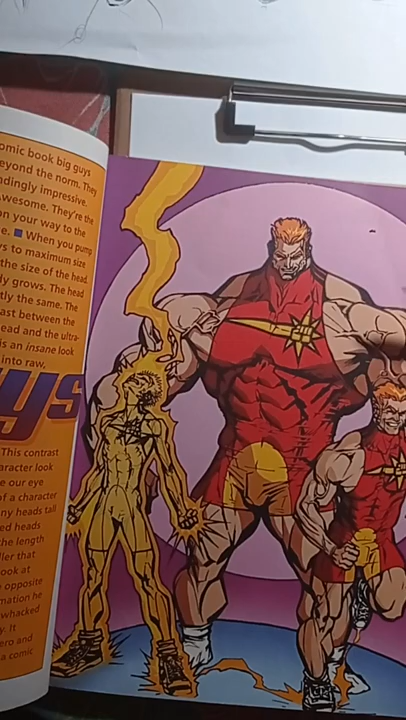 omic book big guys
eyond the norm. They
dingly impressive,
wesome. They're the
on your way to the
e. ■ When you pump
s to maximum size
the size of the head.
ly grows. The head
tly the same. The
ast between the
ead and the ultra-
is an insane look
into raw,
ys
This contrast
aracter look
e our eye
of a character
ny heads tall
ed heads
the length
ller that
ook at
opposite
mation he
whacked
y. It
ero and
a comic